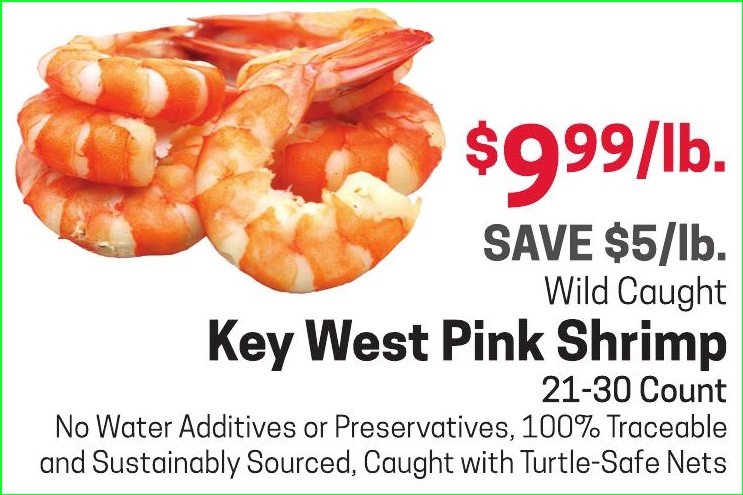 $9.99/lb.
SAVE $5/lb.
Wild Caught
Key West Pink Shrimp
21-30 Count
No Water Additives or Preservatives, 100% Traceable
and Sustainably Sourced, Caught with Turtle-Safe Nets